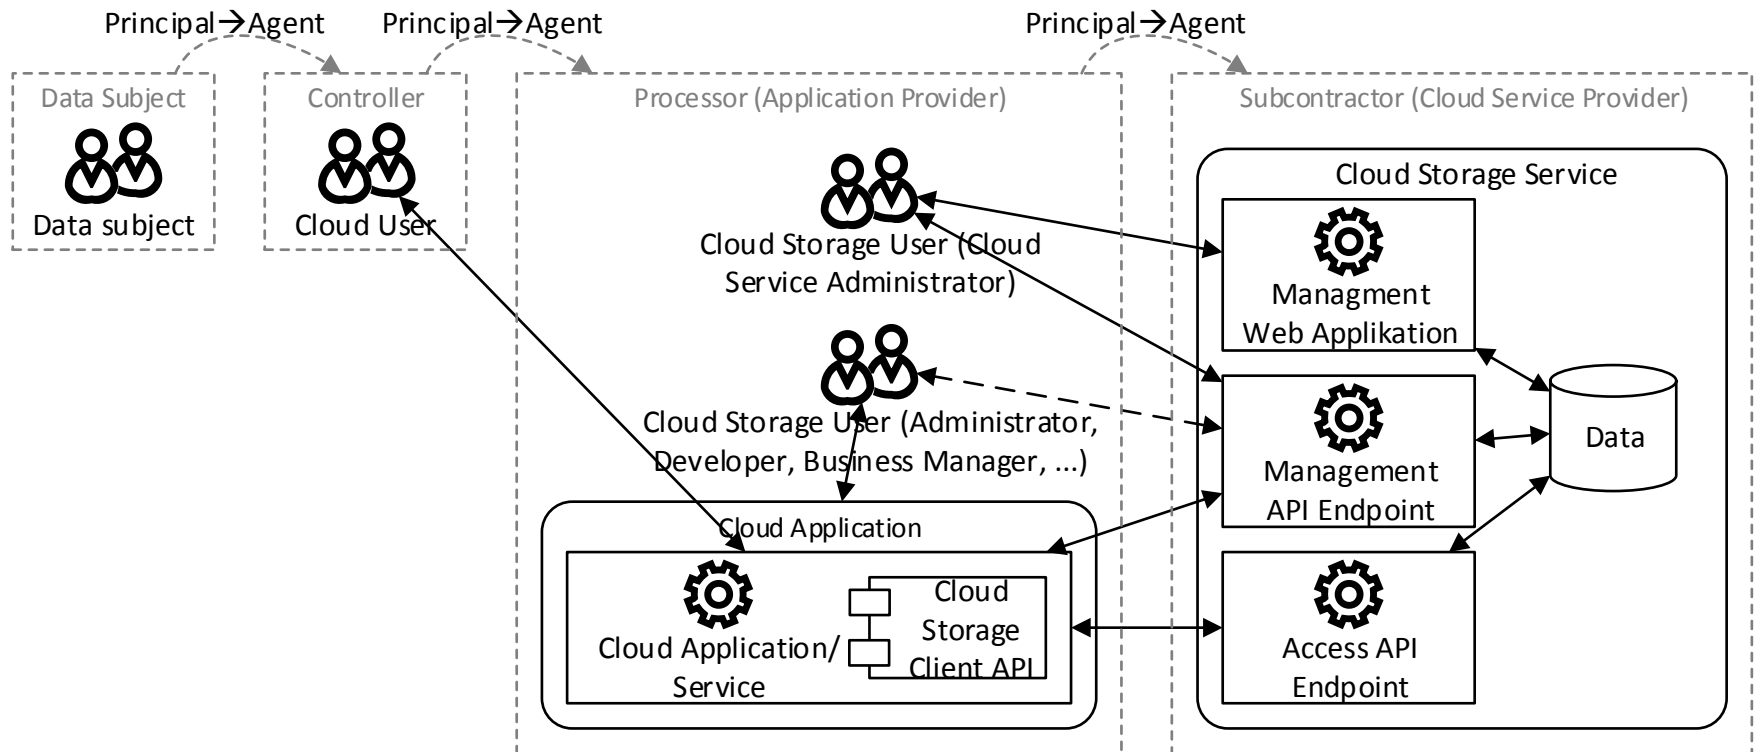 Principal→Agent
Principal→Agent
Principal→Agent
Data Subject
Controller
Processor (Application Provider)
Subcontractor (Cloud Service Provider)
Data subject
Cloud User
Cloud Storage User (Cloud
Service Administrator)
Cloud Storage User (Administrator,
Developer, Business Manager, ...)
Cloud Application
Cloud Application/
Service
Cloud
Storage
Client API
Cloud Storage Service
Managment
Web Applikation
Management
API Endpoint
Access API
Endpoint
Data